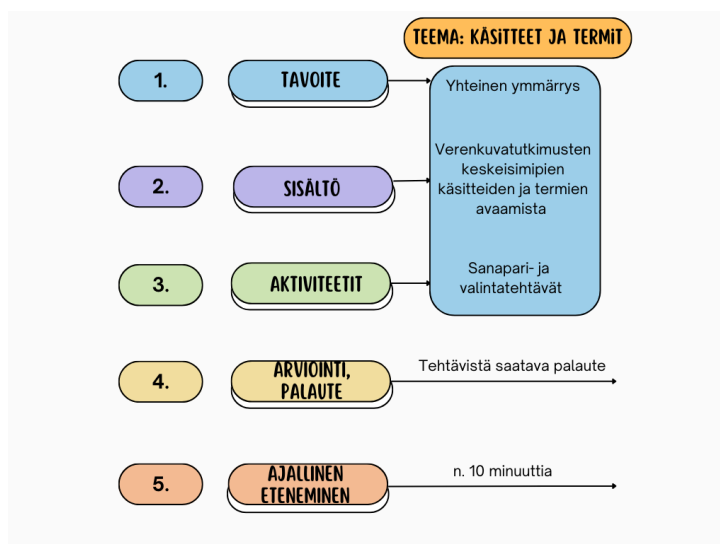 TEEMA: KÄSITTEET JA TERMIT
1.
TAVOITE
Yhteinen ymmärrys
2.
SISÄLTÖ
Verenkuvatutkimusten
keskeisimipien
käsitteiden ja termien
avaamista
3.
AKTIVITEETIT
Sanapari- ja
valintatehtävät
4.
ARVIOINTI,
PALAUTE
Tehtävistä saatava palaute
5.
AJALLINEN
ETENEMINEN
n. 10 minuuttia